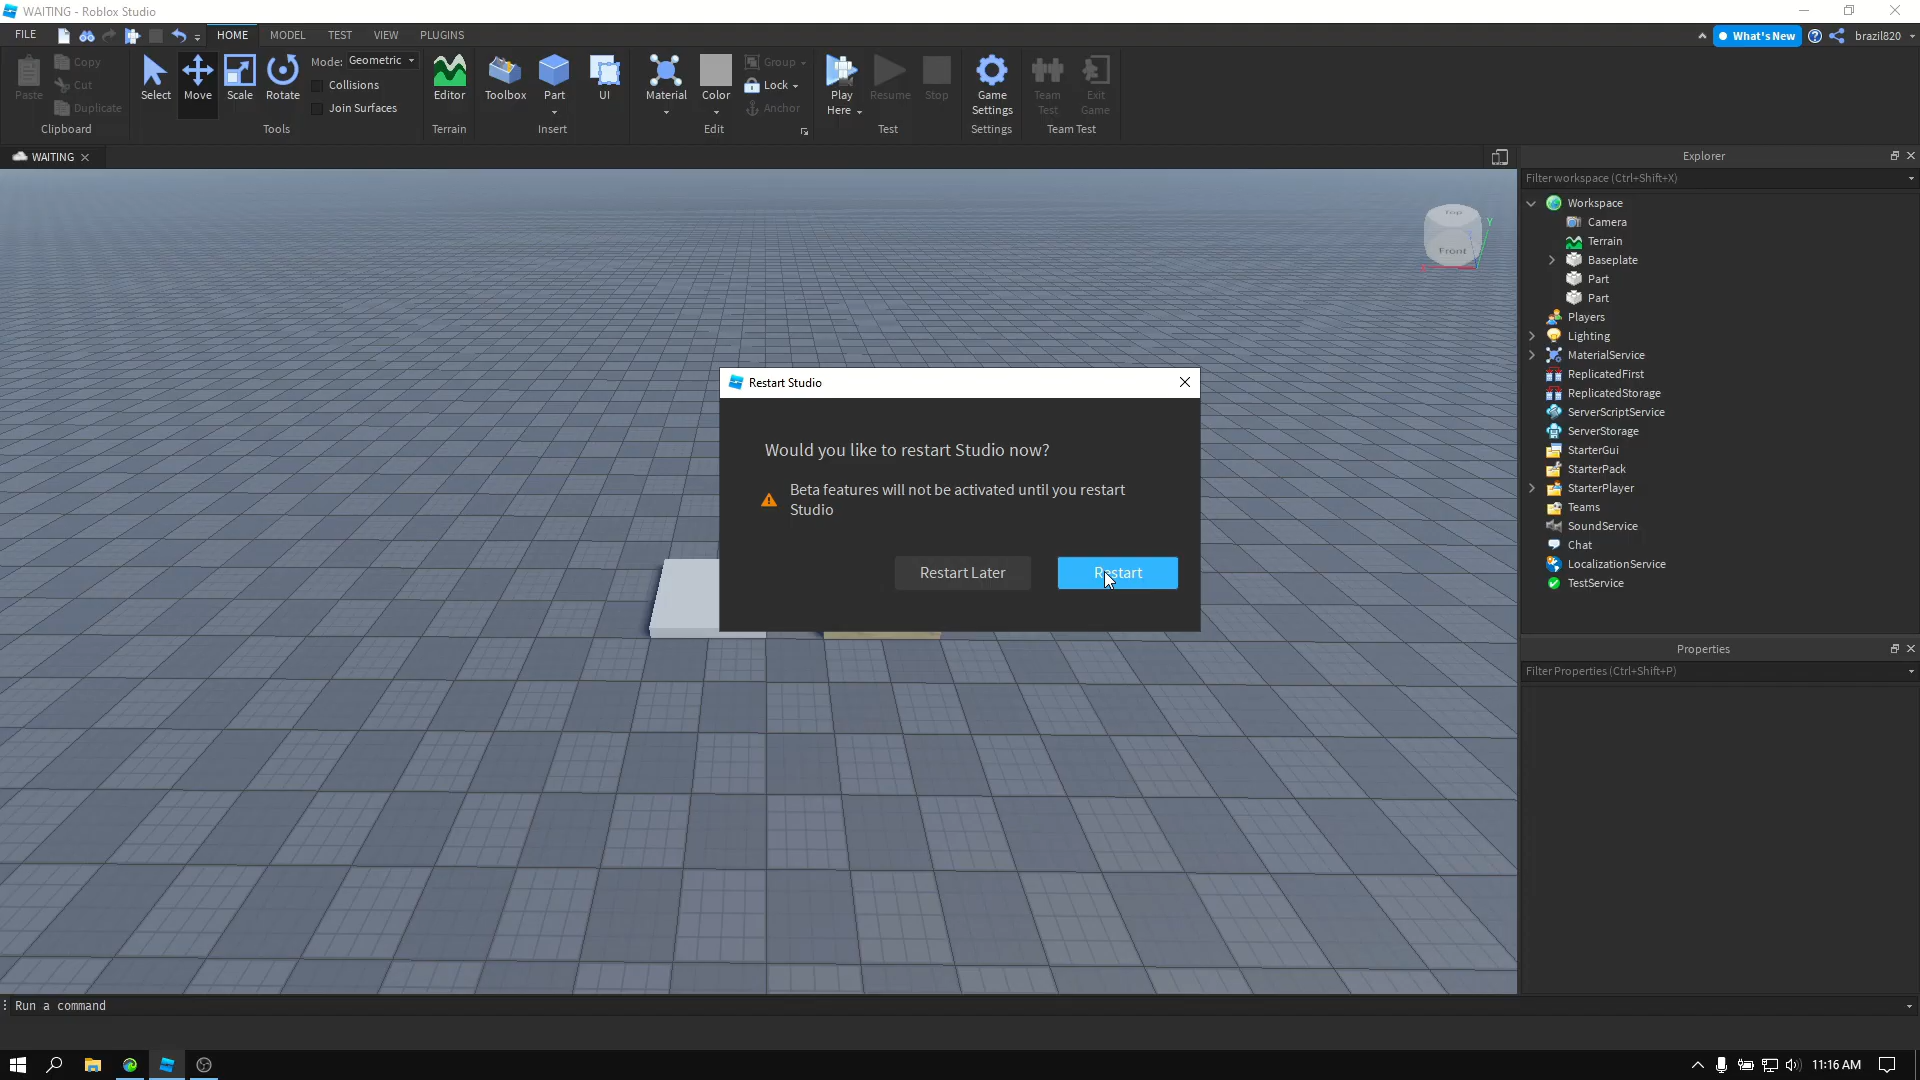 WAITING - Roblox Studio
FILE
HOME
MODEL
TEST
VIEW
PLUGINS
What's New
brazil820
Paste
Copy
Cut
Duplicate
Clipboard
Select
Move
Scale
Rotate
Mode:
Geometric
Collisions
Join Surfaces
Tools
Editor
Terrain
Toolbox
Part
UI
Insert
Material
Color
Group
Lock
Anchor
Edit
Play
Here
Resume
Stop
Test
Game
Settings
Settings
Team
Test
Exit
Game
Team Test
WAITING
Explorer
Filter workspace (Ctrl+Shift+X)
Workspace
Camera
Terrain
Baseplate
Part
Part
Players
Lighting
MaterialService
ReplicatedFirst
ReplicatedStorage
ServerScriptService
ServerStorage
StarterGui
StarterPack
StarterPlayer
Teams
SoundService
Chat
LocalizationService
TestService
Top
Front
Y
Restart Studio
Would you like to restart Studio now?
Beta features will not be activated until you restart
Studio
Restart Later
Restart
Properties
Filter Properties (Ctrl+Shift+P)
Run a command
11:16 AM